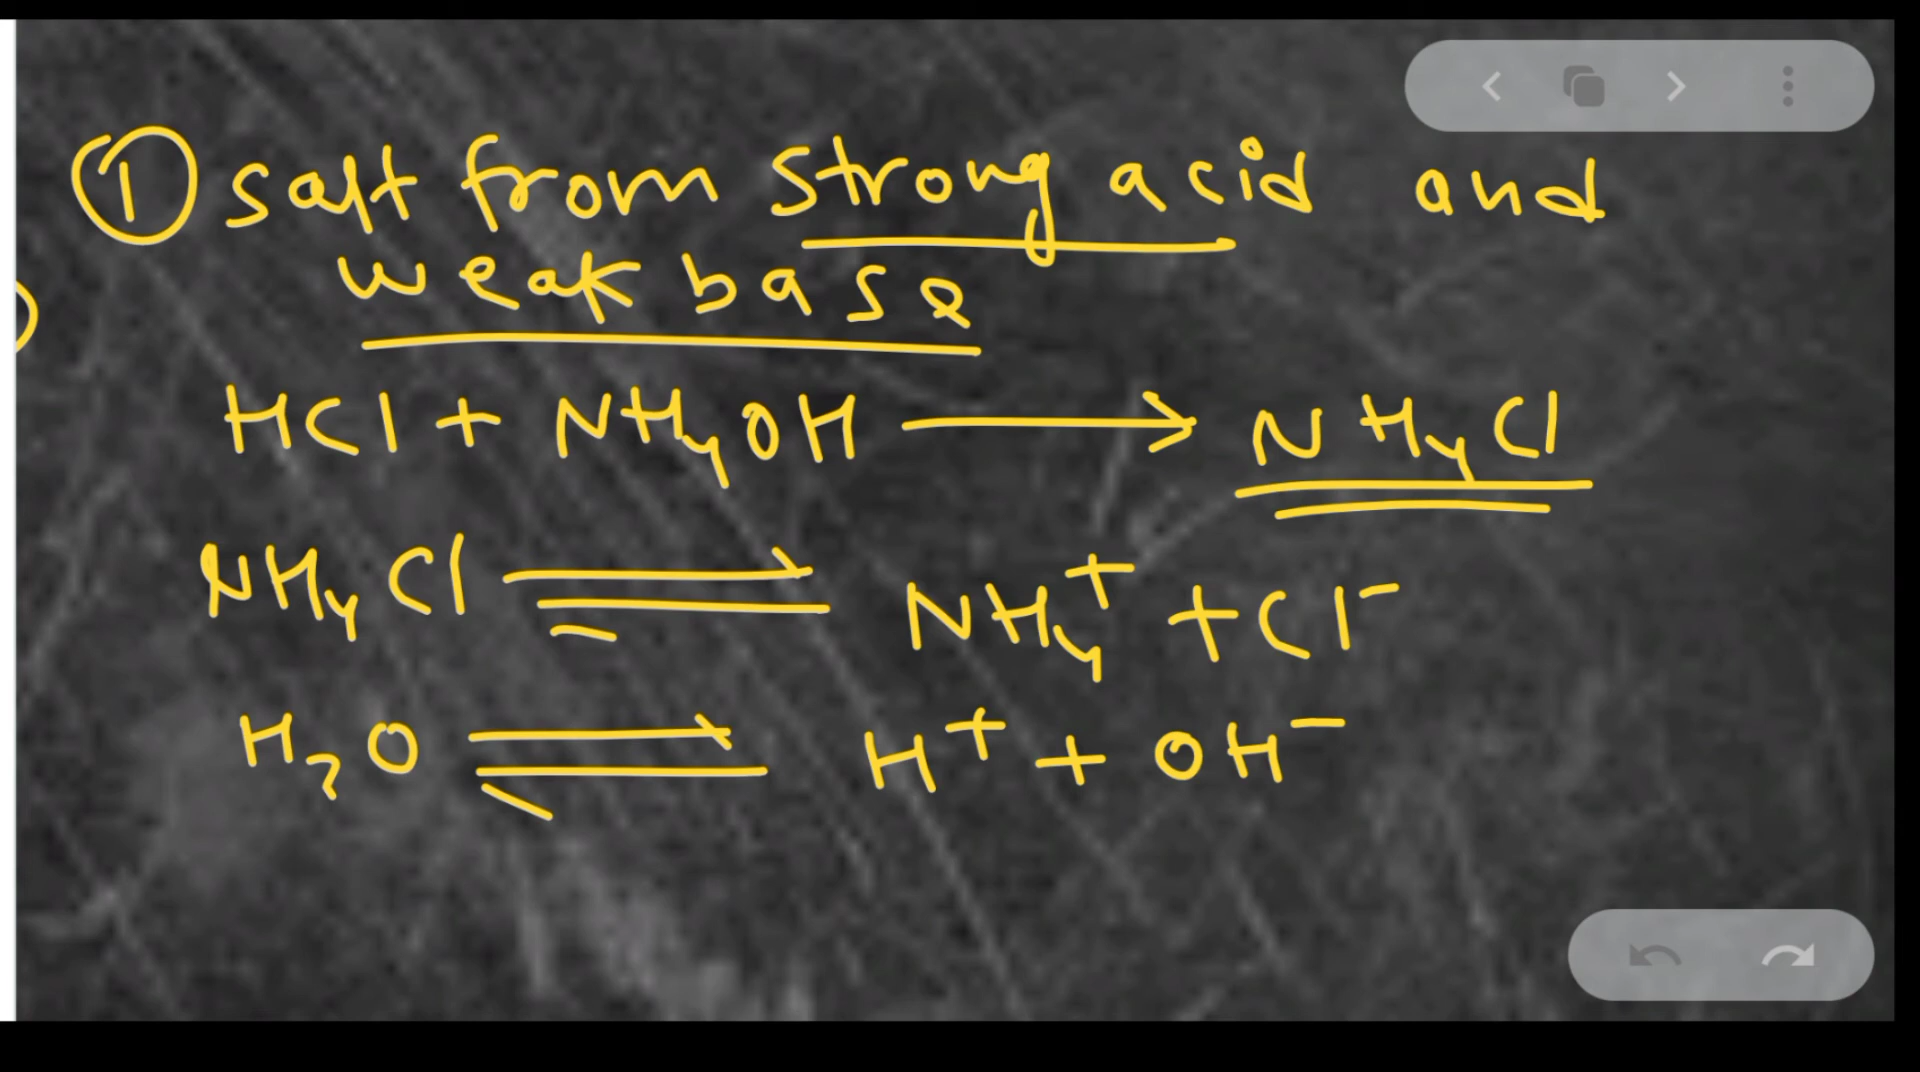 ① salt from strong acid and
weak base
HCl + NH₄OH ⟶ NH₄Cl
NH₄Cl ⇌ NH₄⁺ + Cl⁻
H₂O ⇌ H⁺ + OH⁻